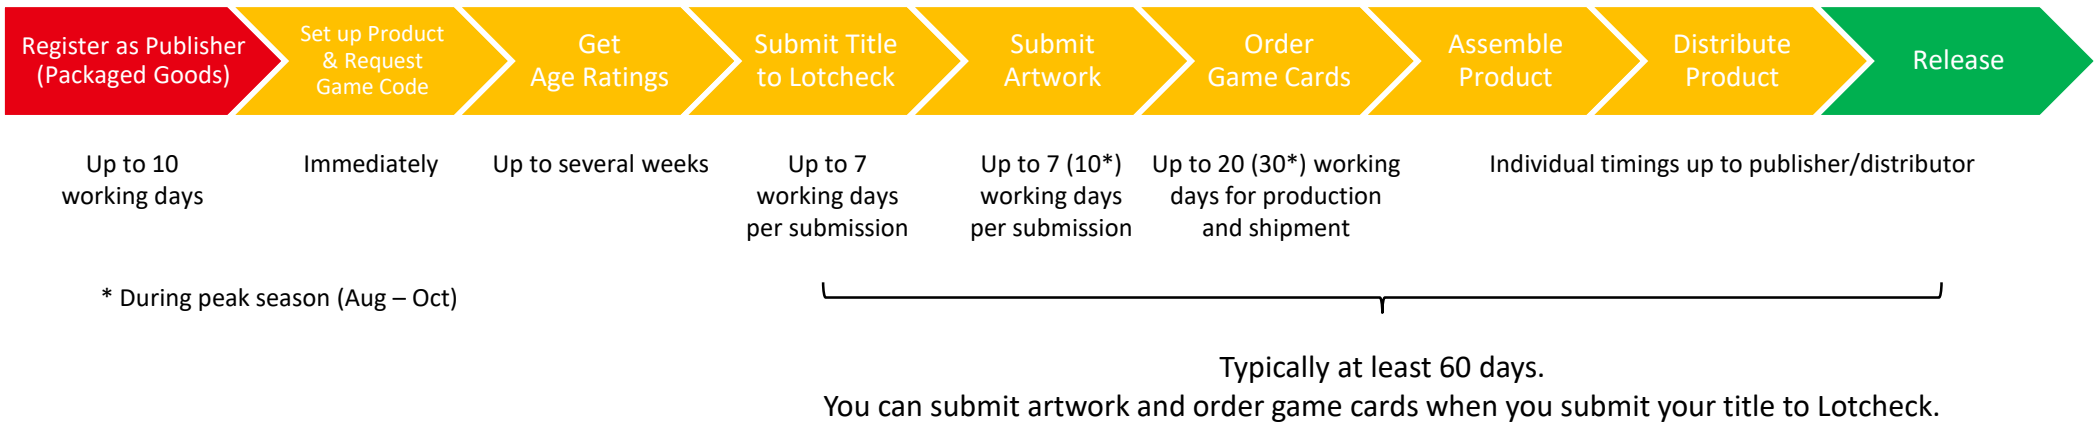 Register as Publisher
(Packaged Goods)
Set up Product
& Request
Game Code
Get
Age Ratings
Submit Title
to Lotcheck
Submit
Artwork
Order
Game Cards
Assemble
Product
Distribute
Product
Release
Up to 10
working days
Immediately
Up to several weeks
Up to 7
working days
per submission
Up to 7 (10*)
working days
per submission
Up to 20 (30*) working
days for production
and shipment
Individual timings up to publisher/distributor
* During peak season (Aug – Oct)
Typically at least 60 days.
You can submit artwork and order game cards when you submit your title to Lotcheck.